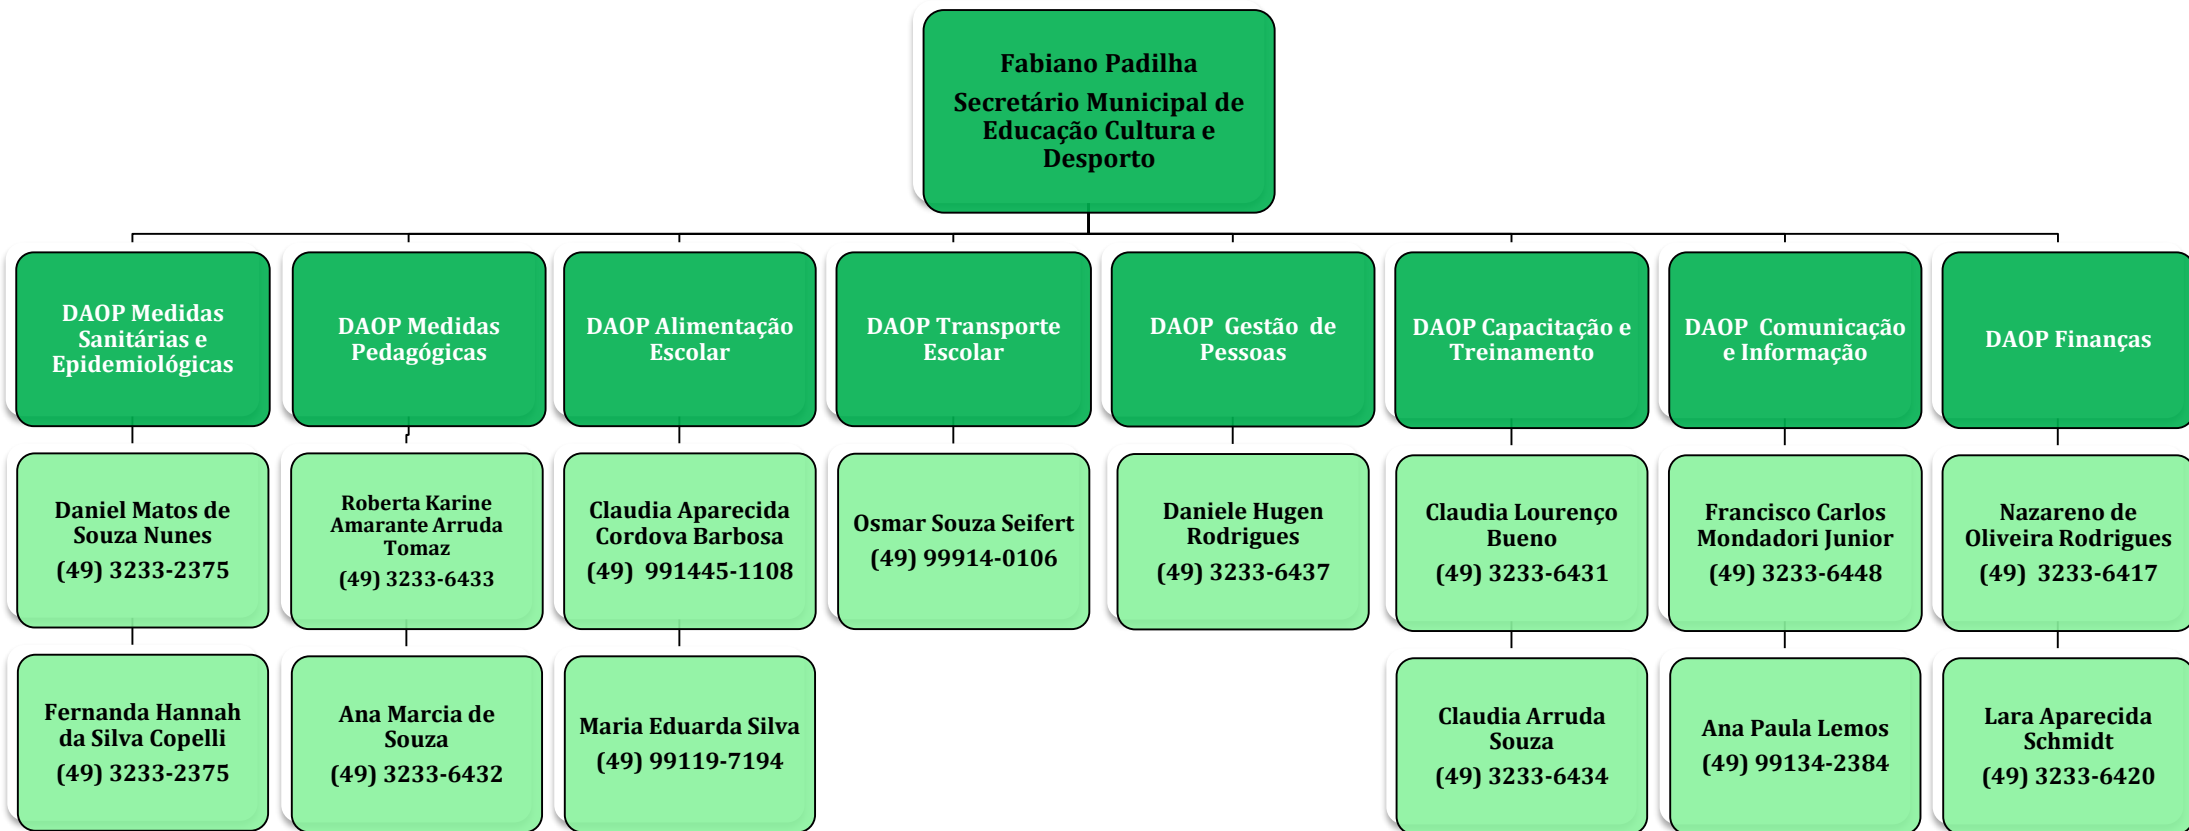 Fabiano Padilha
Secretário Municipal de
Educação Cultura e
Desporto
DAOP Medidas
Sanitárias e
Epidemiológicas
DAOP Medidas
Pedagógicas
DAOP Alimentação
Escolar
DAOP Transporte
Escolar
DAOP  Gestão  de
Pessoas
DAOP Capacitação e
Treinamento
DAOP  Comunicação
e Informação
DAOP Finanças
Daniel Matos de
Souza Nunes
(49) 3233-2375
Roberta Karine
Amarante Arruda
Tomaz
(49) 3233-6433
Claudia Aparecida
Cordova Barbosa
(49)  991445-1108
Osmar Souza Seifert
(49) 99914-0106
Daniele Hugen
Rodrigues
(49) 3233-6437
Claudia Lourenço
Bueno
(49) 3233-6431
Francisco Carlos
Mondadori Junior
(49) 3233-6448
Nazareno de
Oliveira Rodrigues
(49)  3233-6417
Fernanda Hannah
da Silva Copelli
(49) 3233-2375
Ana Marcia de
Souza
(49) 3233-6432
Maria Eduarda Silva
(49) 99119-7194
Claudia Arruda
Souza
(49) 3233-6434
Ana Paula Lemos
(49) 99134-2384
Lara Aparecida
Schmidt
(49) 3233-6420